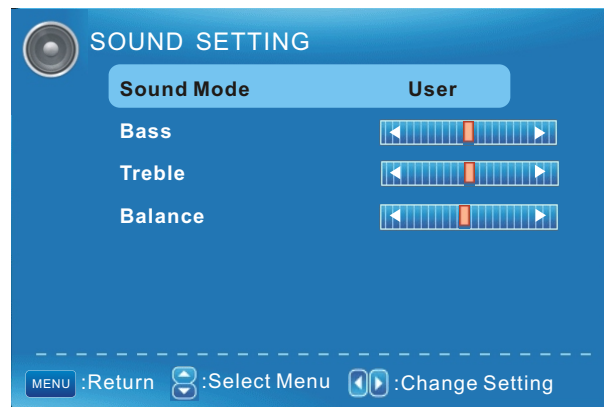 SOUND SETTING
Sound Mode User
Bass
Treble
Balance
MENU :Return :Select Menu :Change Setting